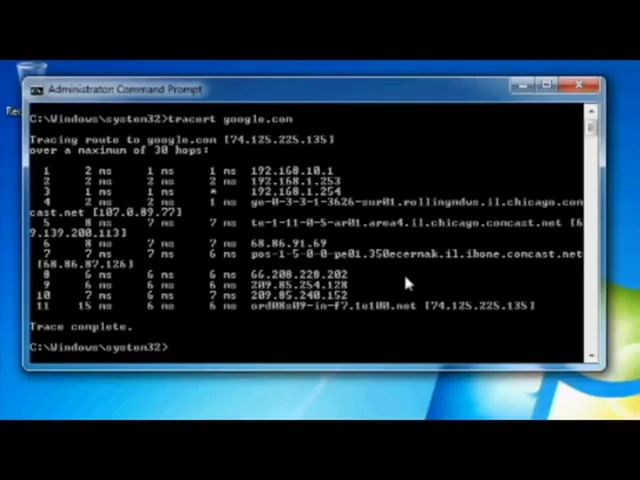 Rec
Administrator: Command Prompt
C:\Windows\system32>tracert google.com
Tracing route to google.com [74.125.225.135]
over a maximum of 30 hops:
1 2 ms 1 ms 1 ms 192.168.10.1
2 2 ms 1 ms 2 ms 192.168.1.253
3 1 ms 1 ms * 192.168.1.254
4 2 ms 2 ms 1 ms ge-0-3-3-1-3626-sur01.rollingmdws.il.chicago.com
cast.net [107.0.89.77]
5 8 ms 7 ms 7 ms te-1-11-0-5-ar01.area4.il.chicago.comcast.net [6
9.139.200.113]
6 8 ms 7 ms 7 ms 68.86.91.69
7 7 ms 7 ms 6 ms pos-1-5-0-0-pe01.350ecermak.il.ibone.comcast.net
[68.86.87.126]
8 6 ms 6 ms 6 ms 66.208.228.202
9 6 ms 6 ms 6 ms 209.85.254.128
10 7 ms 6 ms 7 ms 209.85.240.152
11 15 ms 6 ms 6 ms ord08s09-in-f7.1e100.net [74.125.225.135]
Trace complete.
C:\Windows\system32>